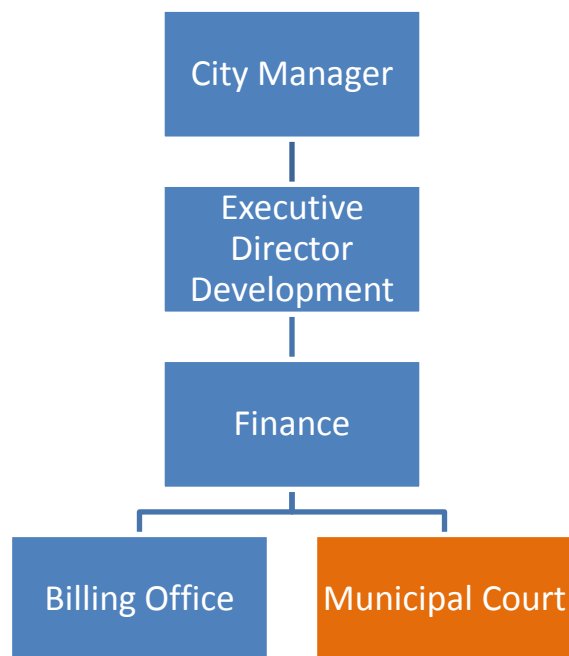 City Manager
Executive
Director
Development
Finance
Billing Office
Municipal Court